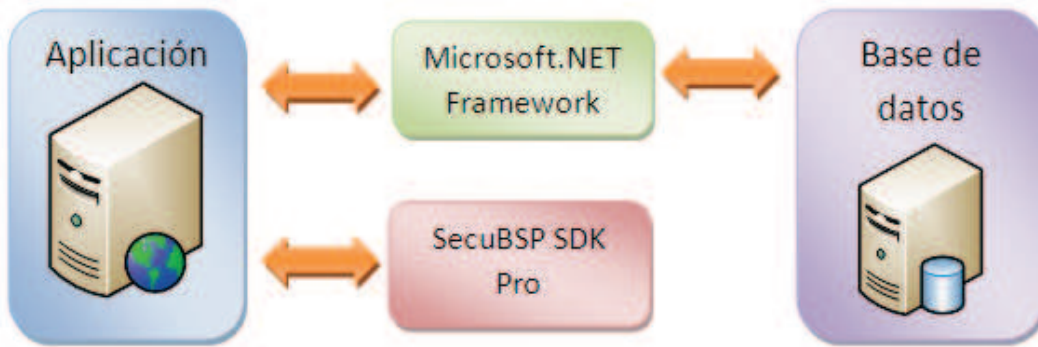 Aplicación
Microsoft.NET
Framework
Base de
datos
SecuBSP SDK
Pro